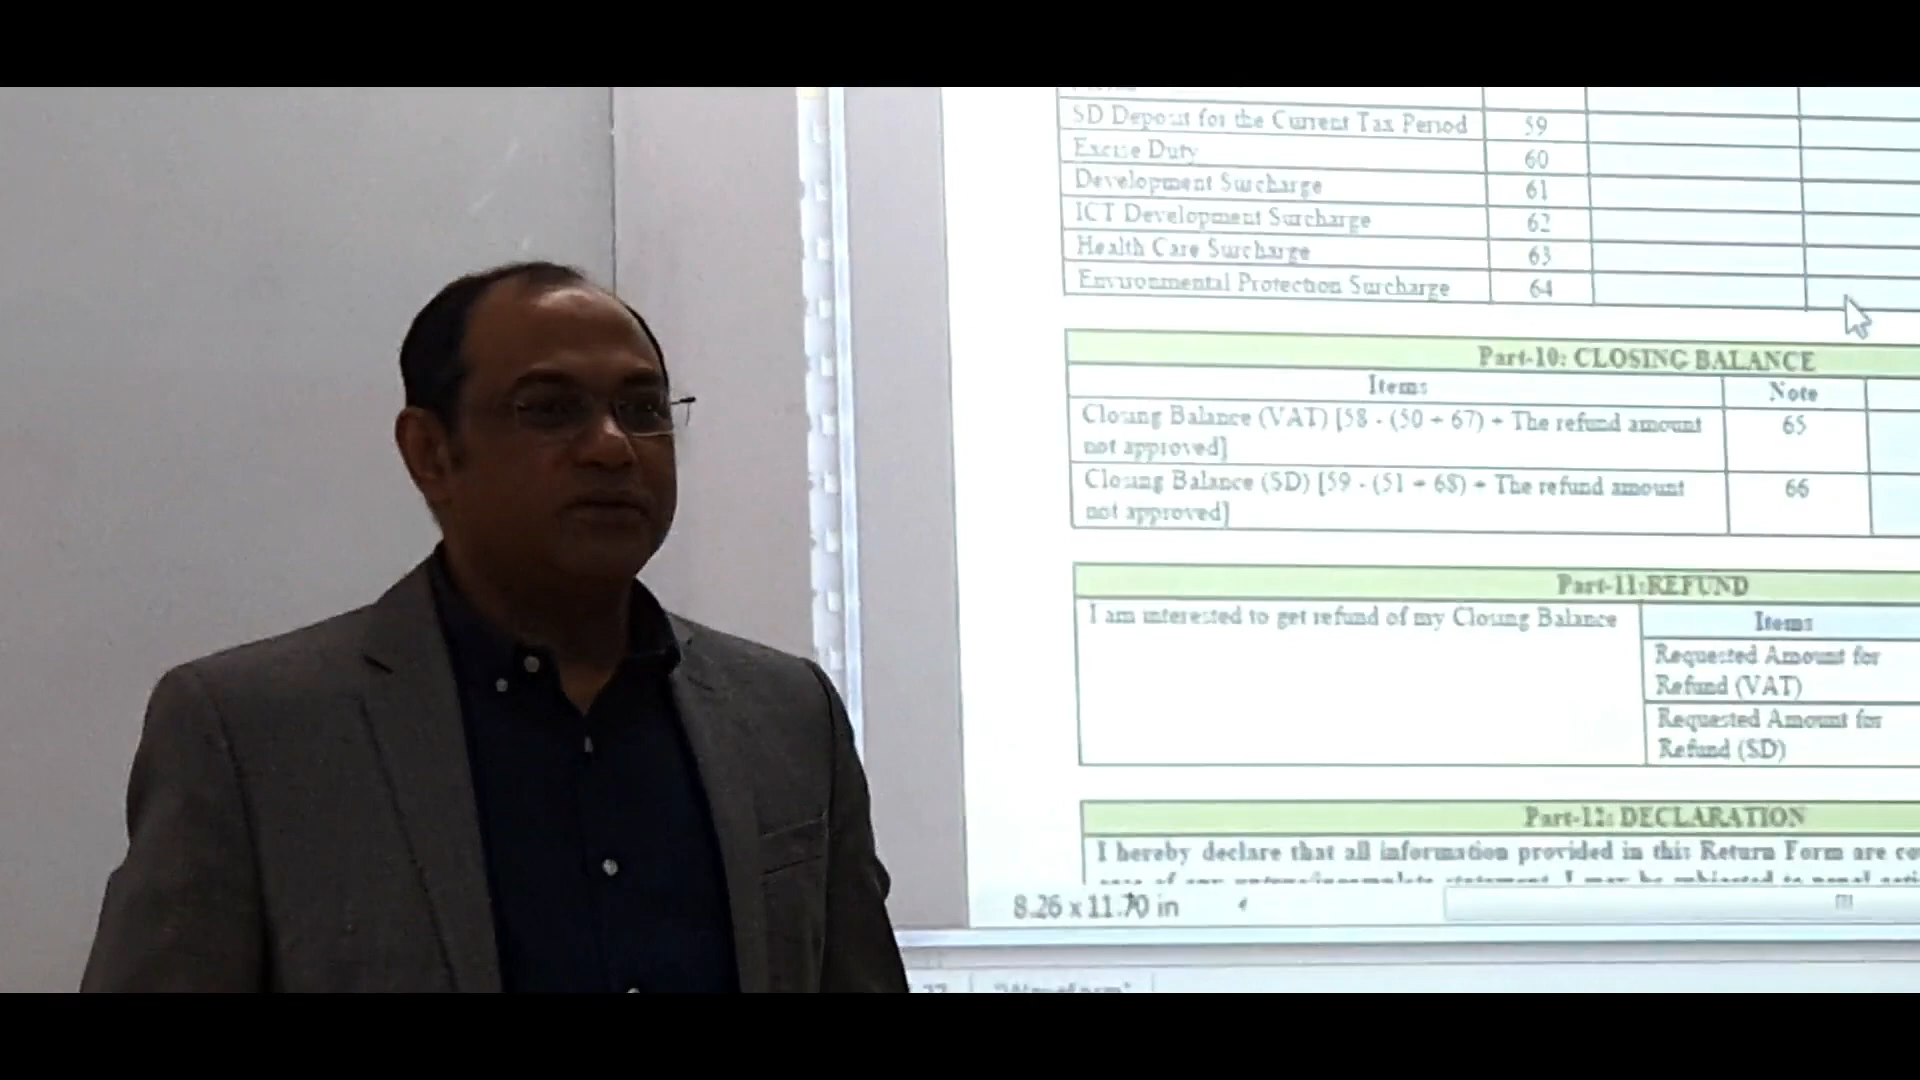 SD Deposit for the Current Tax Period 59
Excise Duty 60
Development Surcharge 61
ICT Development Surcharge 62
Health Care Surcharge 63
Environmental Protection Surcharge 64
Part-10: CLOSING BALANCE
Items Note
Closing Balance (VAT) [58 - (50 + 67) + The refund amount
not approved] 65
Closing Balance (SD) [59 - (51 + 68) + The refund amount
not approved] 66
Part-11: REFUND
I am interested to get refund of my Closing Balance
Items
Requested Amount for
Refund (VAT)
Requested Amount for
Refund (SD)
Part-12: DECLARATION
I hereby declare that all information provided in this Return Form are
8.26 x 11.70 in